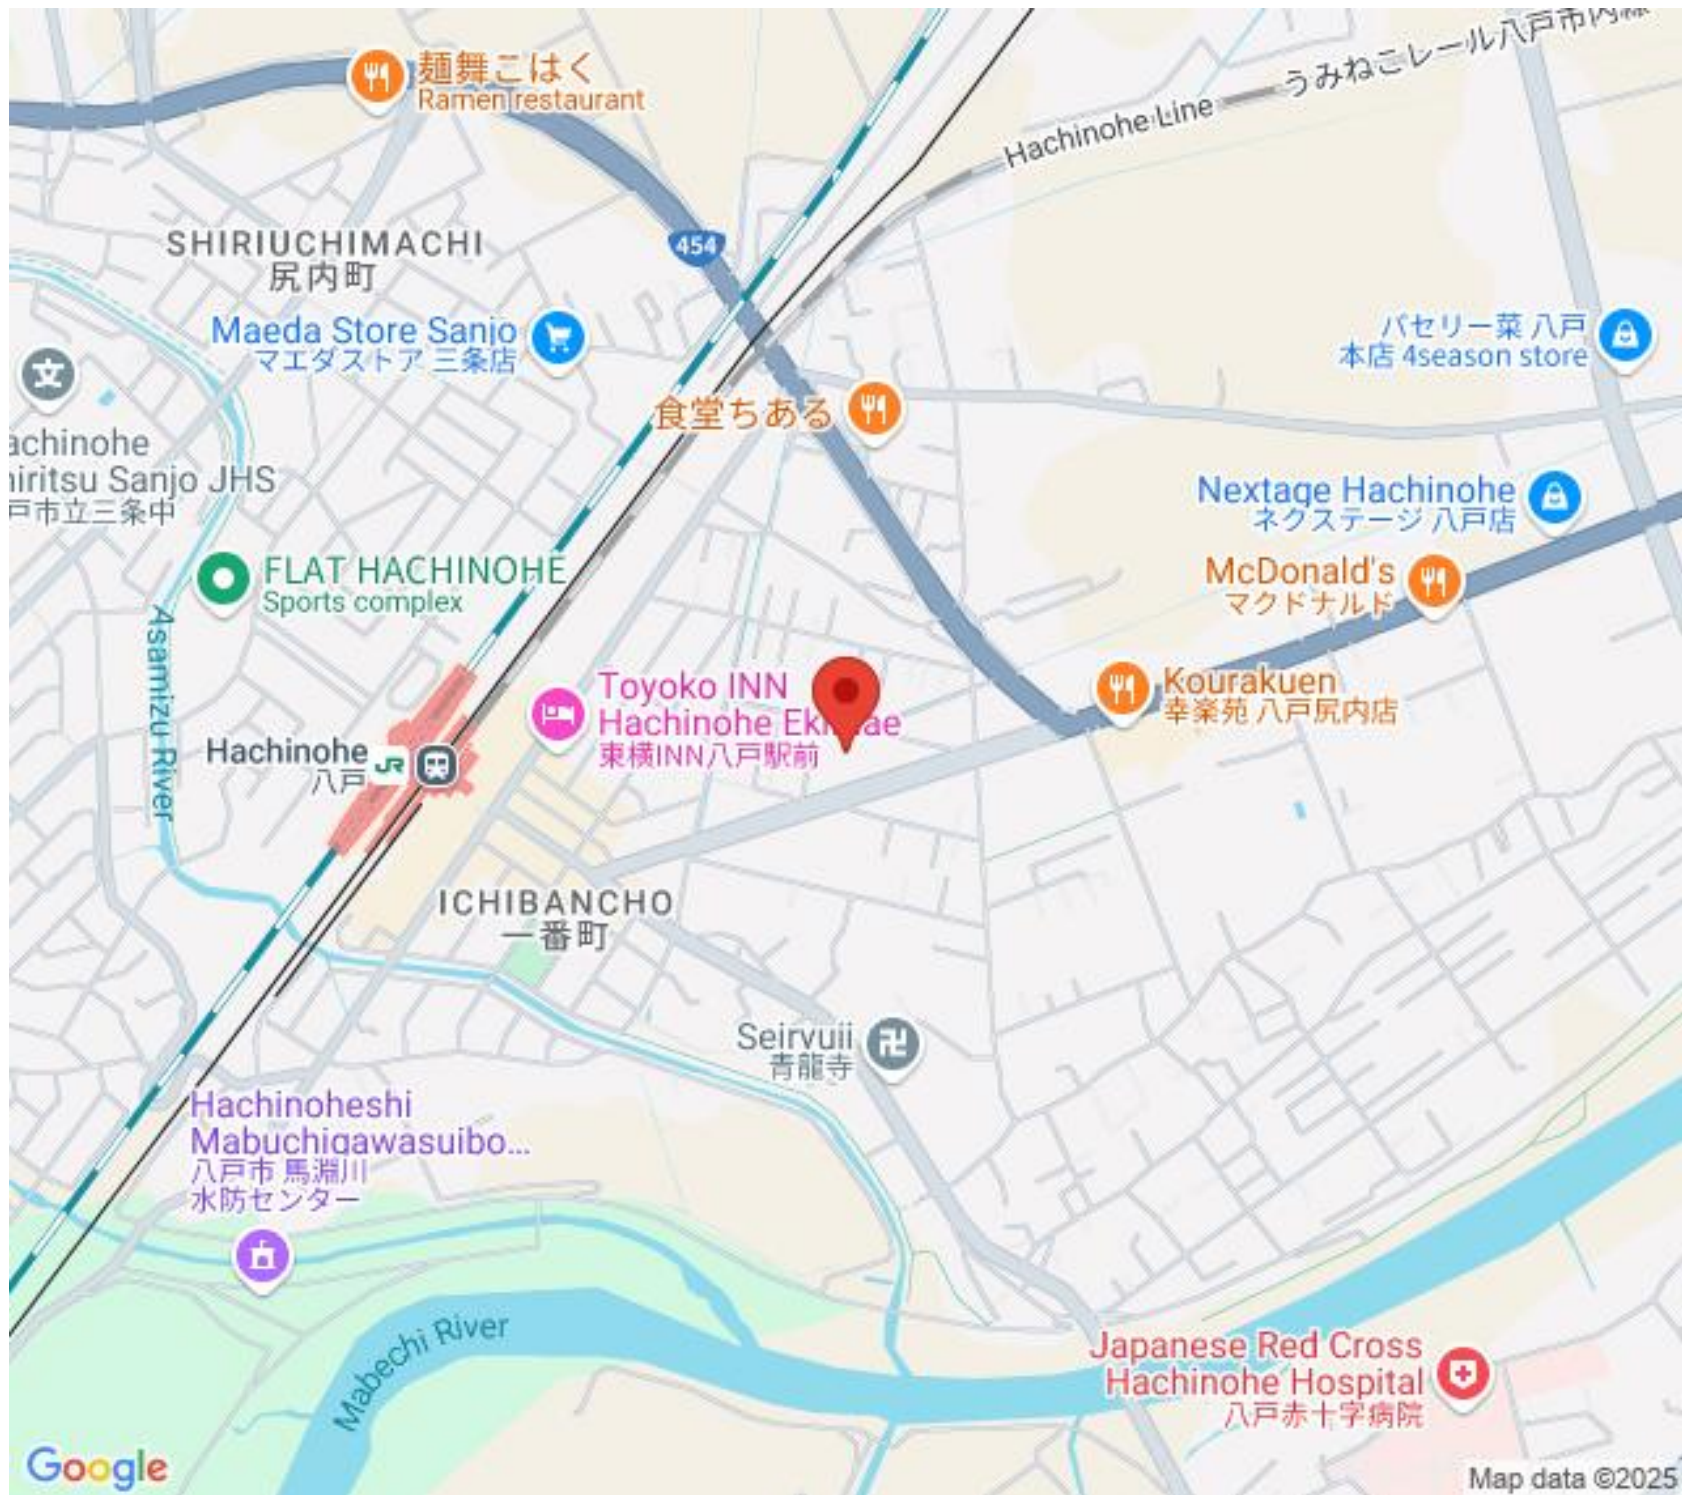 麺舞こはく
Ramen restaurant
うみねこレール八戸市内線
Hachinohe Line
SHIRIUCHIMACHI
尻内町
454
Maeda Store Sanjo
マエダストア 三条店
パセリー菜 八戸
本店 4season store
文
食堂ちある
achinohe
hiritsu Sanjo JHS
戸市立三条中
Nextage Hachinohe
ネクステージ 八戸店
McDonald's
マクドナルド
FLAT HACHINOHE
Sports complex
Asamizu River
Toyoko INN
Hachinohe Ekimae
東横INN八戸駅前
Kourakuen
幸楽苑 八戸尻内店
Hachinohe
八戸
JR
ICHIBANCHO
一番町
Seiryuji
青龍寺
Hachinoheshi
Mabuchigawasuibo...
八戸市 馬淵川
水防センター
Mabechi River
Japanese Red Cross
Hachinohe Hospital
八戸赤十字病院
Google
Map data ©2025